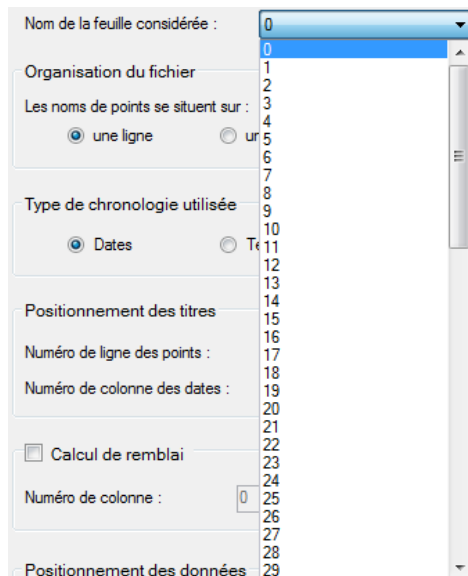 Nom de la feuille considérée : 0
0
1
Organisation du fichier
2
Les noms de points se situent sur :
3
4
une ligne
5
6
7
8
Type de chronologie utilisée
9
10
Dates
11
12
13
14
Positionnement des titres
15
16
Numéro de ligne des points :
17
18
Numéro de colonne des dates :
19
20
21
22
Calcul de remblai
23
24
Numéro de colonne : 0
25
26
27
28
Positionnement des données
29